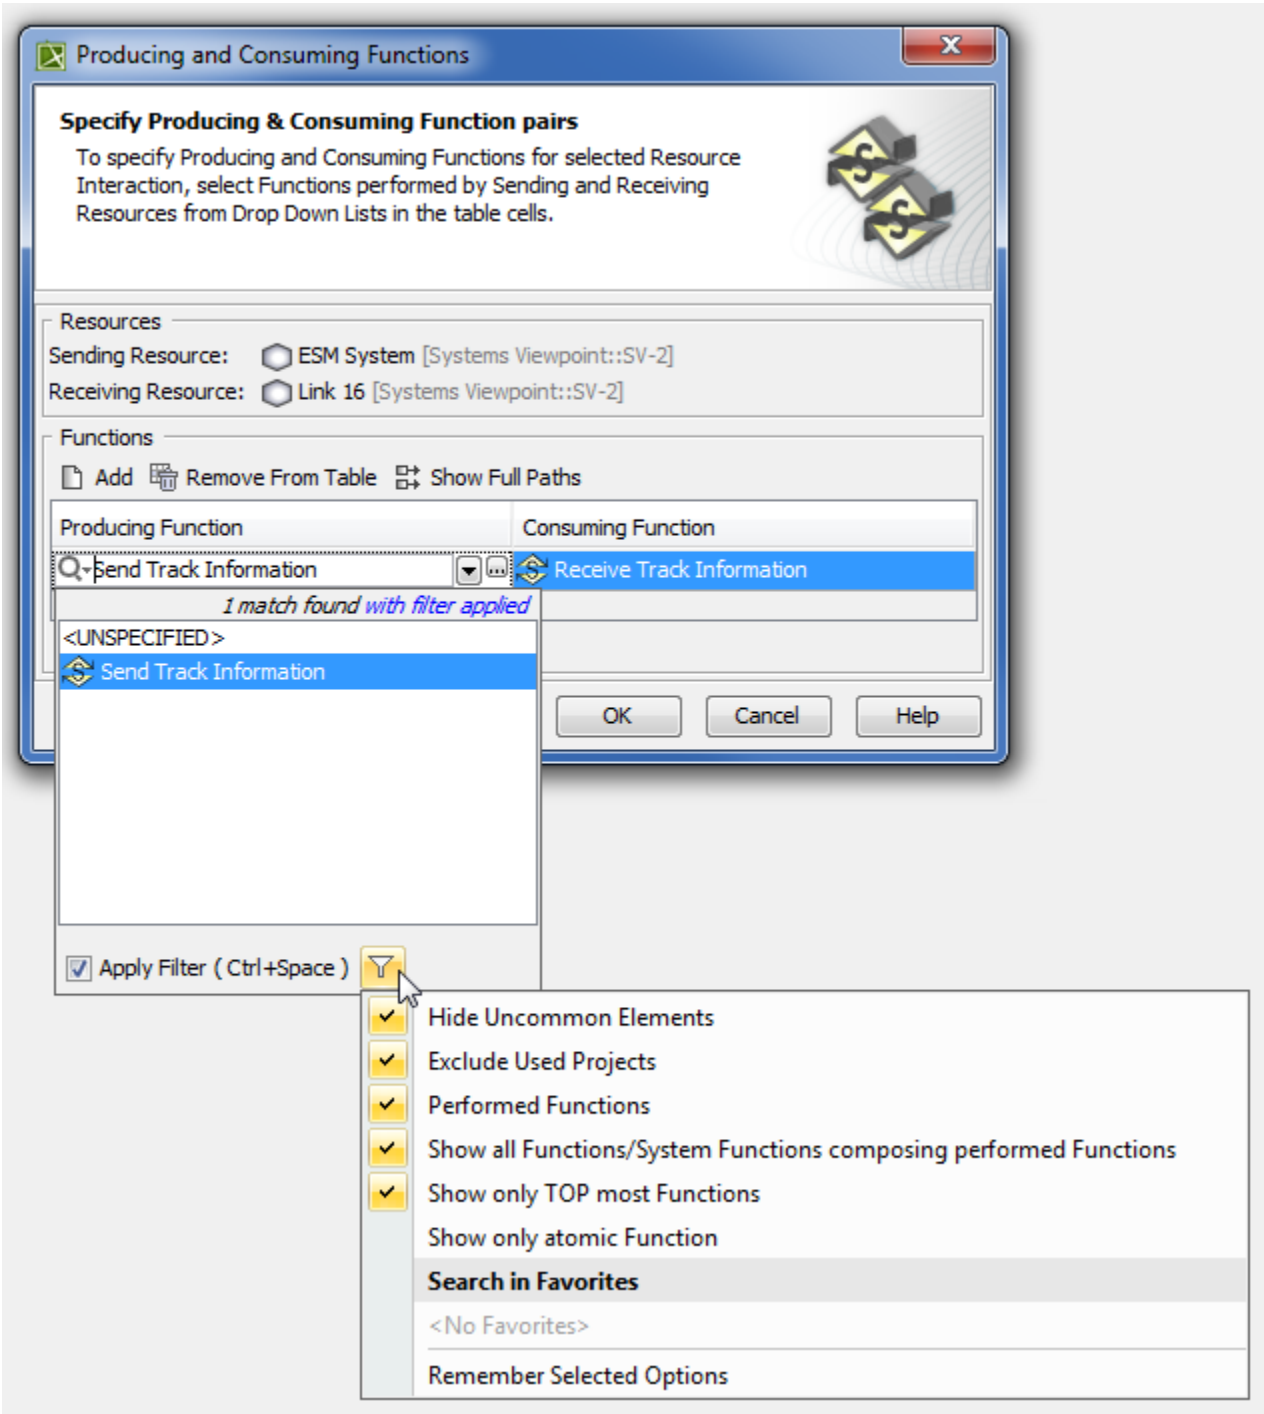 Producing and Consuming Functions
Specify Producing & Consuming Function pairs
To specify Producing and Consuming Functions for selected Resource
Interaction, select Functions performed by Sending and Receiving
Resources from Drop Down Lists in the table cells.
Resources
Sending Resource: ESM System [Systems Viewpoint::SV-2]
Receiving Resource: Link 16 [Systems Viewpoint::SV-2]
Functions
Add Remove From Table Show Full Paths
Producing Function Consuming Function
Send Track Information ... Receive Track Information
1 match found with filter applied
<UNSPECIFIED>
Send Track Information
OK Cancel Help
Apply Filter ( Ctrl+Space )
Hide Uncommon Elements
Exclude Used Projects
Performed Functions
Show all Functions/System Functions composing performed Functions
Show only TOP most Functions
Show only atomic Function
Search in Favorites
<No Favorites>
Remember Selected Options